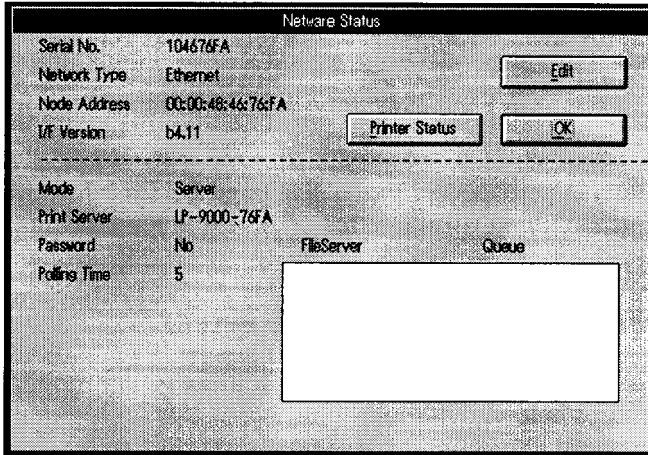 Netware Status
Serial No. 104676FA
Network Type Ethernet
Edit
Node Address 00:00:48:46:76:FA
I/F Version b4.11
Printer Status OK
Mode Server
Print Server LP-9000-76FA
Password No
FileServer Queue
Polling Time 5